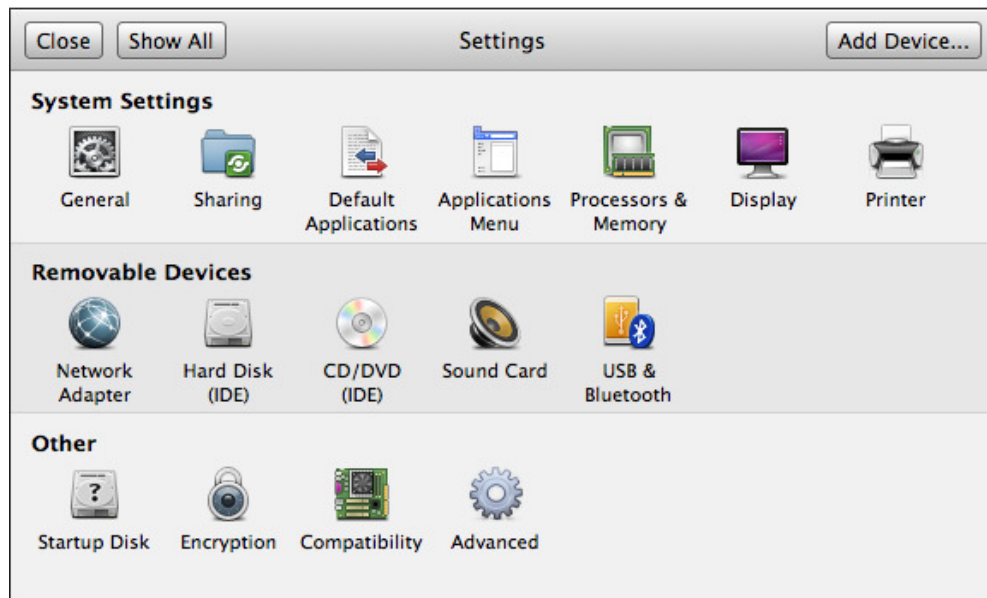 Close Show All Settings Add Device...
System Settings
General Sharing Default Applications Applications Menu Processors & Memory Display Printer
Removable Devices
Network Adapter Hard Disk (IDE) CD/DVD (IDE) Sound Card USB & Bluetooth
Other
?
Startup Disk Encryption Compatibility Advanced